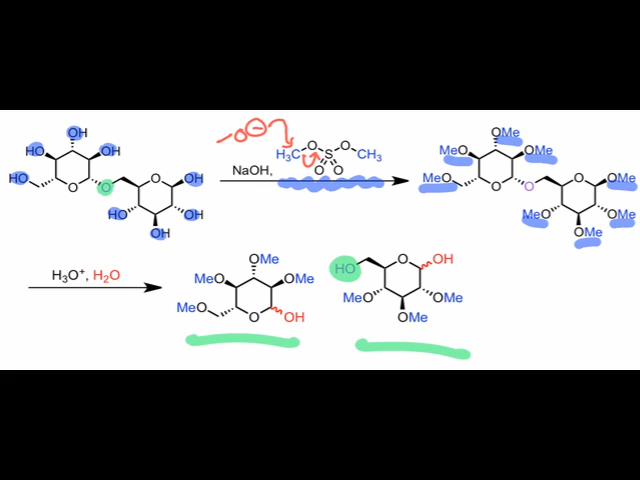 OH
HO OH
HO O O O OH
HO OH
OH
O ⊖
H₃C O S O CH₃
O O
NaOH,
OMe
MeO OMe
MeO O O O OMe
MeO OMe
OMe
H₃O⁺, H₂O
OMe
MeO OMe
MeO O OH
HO O OH
MeO OMe
OMe